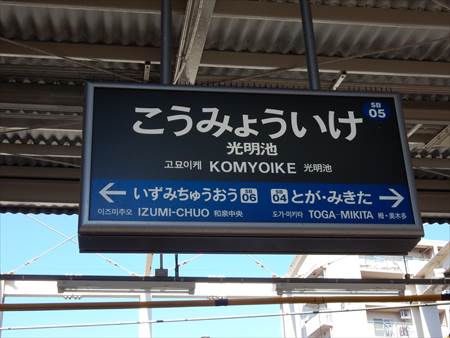 SB
05
こうみょういけ
光明池
고묘이케 KOMYOIKE 光明池
← いずみちゅうおう SB 06 SB 04 とが・みきた →
이즈미추오 IZUMI-CHUO 和泉中央 도가·미키타 TOGA-MIKITA 栂·美木多